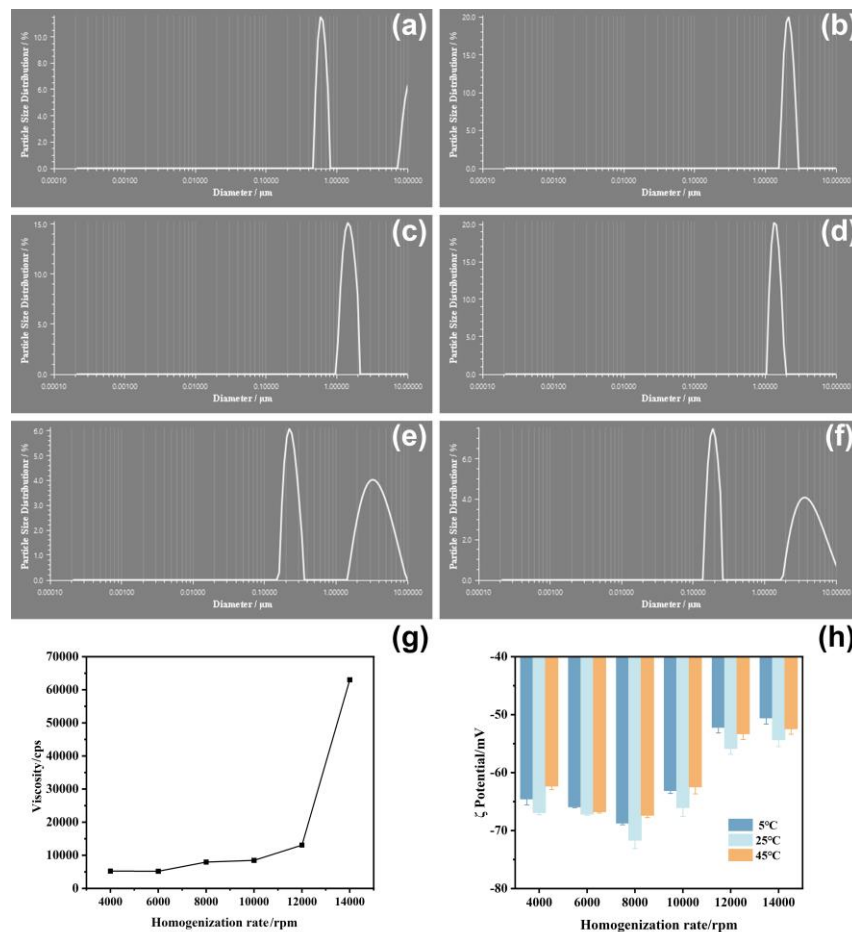 (a)
Particle Size Distributionr / %
10.0
8.0
6.0
4.0
2.0
0.0
0.00010 0.00100 0.01000 0.10000 1.00000 10.00000
Diameter / μm
(b)
Particle Size Distributionr / %
20.0
15.0
10.0
5.0
0.0
0.00010 0.00100 0.01000 0.10000 1.00000 10.00000
Diameter / μm
(c)
Particle Size Distributionr / %
15.0
10.0
5.0
0.0
0.00010 0.00100 0.01000 0.10000 1.00000 10.00000
Diameter / μm
(d)
Particle Size Distributionr / %
20.0
15.0
10.0
5.0
0.0
0.00010 0.00100 0.01000 0.10000 1.00000 10.00000
Diameter / μm
(e)
Particle Size Distributionr / %
6.0
5.0
4.0
3.0
2.0
1.0
0.0
0.00010 0.00100 0.01000 0.10000 1.00000 10.00000
Diameter / μm
(f)
Particle Size Distributionr / %
6.0
4.0
2.0
0.0
0.00010 0.00100 0.01000 0.10000 1.00000 10.00000
Diameter / μm
(g)
Viscosity/cps
70000
60000
50000
40000
30000
20000
10000
0
4000 6000 8000 10000 12000 14000
Homogenization rate/rpm
(h)
ζ Potential/mV
-40
-50
-60
-70
-80
5℃
25℃
45℃
4000 6000 8000 10000 12000 14000
Homogenization rate/rpm